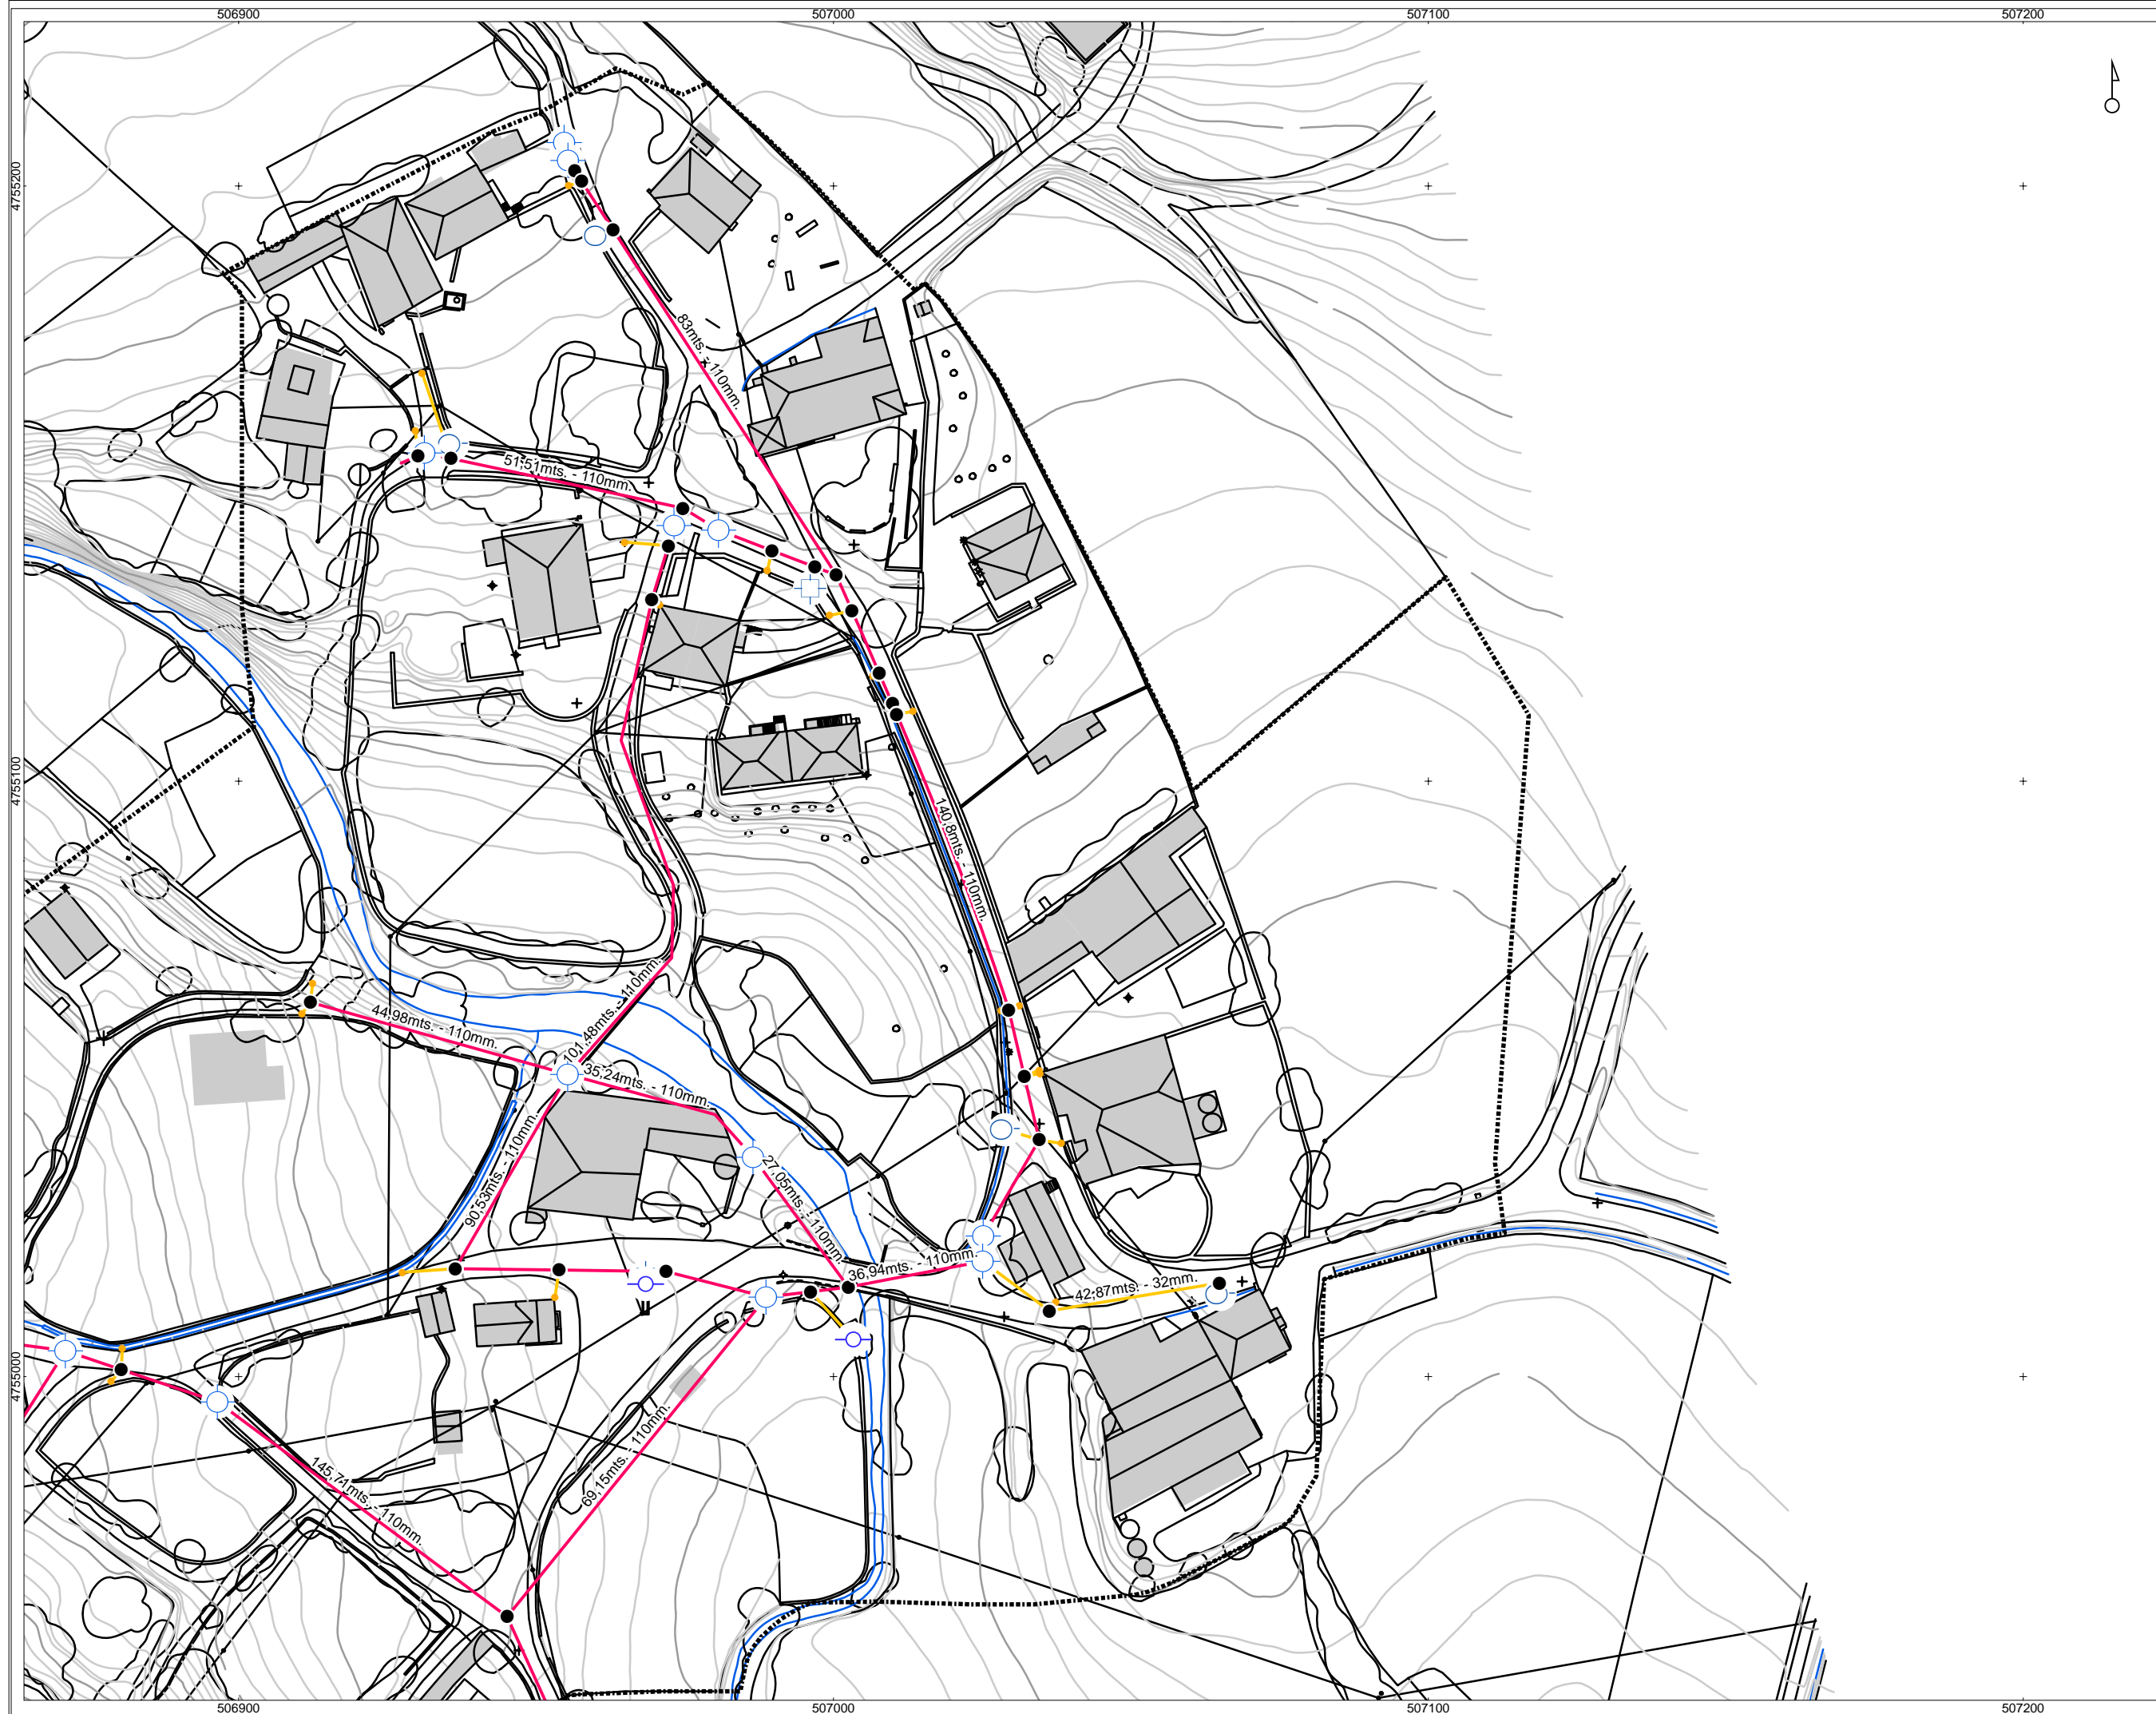 506900
507000
507100
507200
4755200
83mts. - 110mm.
51,51mts. - 110mm.
4755100
140,8mts. - 110mm.
44,98mts. - 110mm.
101,48mts. - 110mm.
35,24mts. - 110mm.
90,53mts. - 110mm.
27,05mts. - 110mm.
36,94mts. - 110mm.
42,87mts. - 32mm.
4755000
145,71mts. - 110mm.
69,15mts. - 110mm.
506900
507000
507100
507200